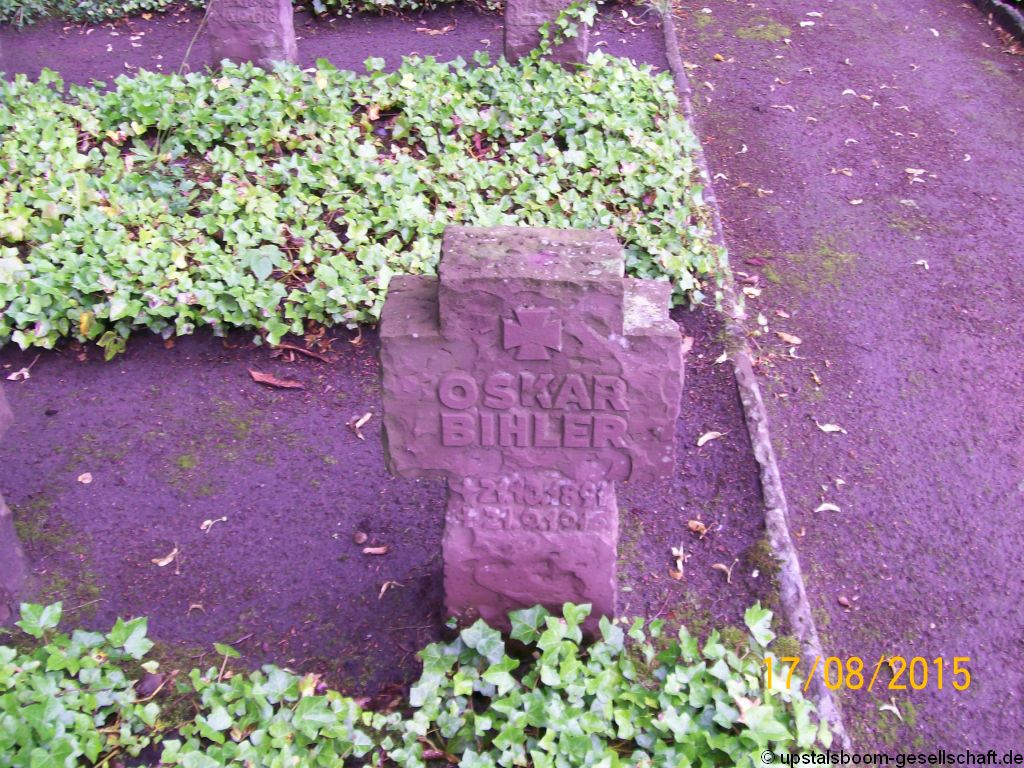 OSKAR
BIHLER
17/08/2015
© upstalsboom-gesellschaft.de